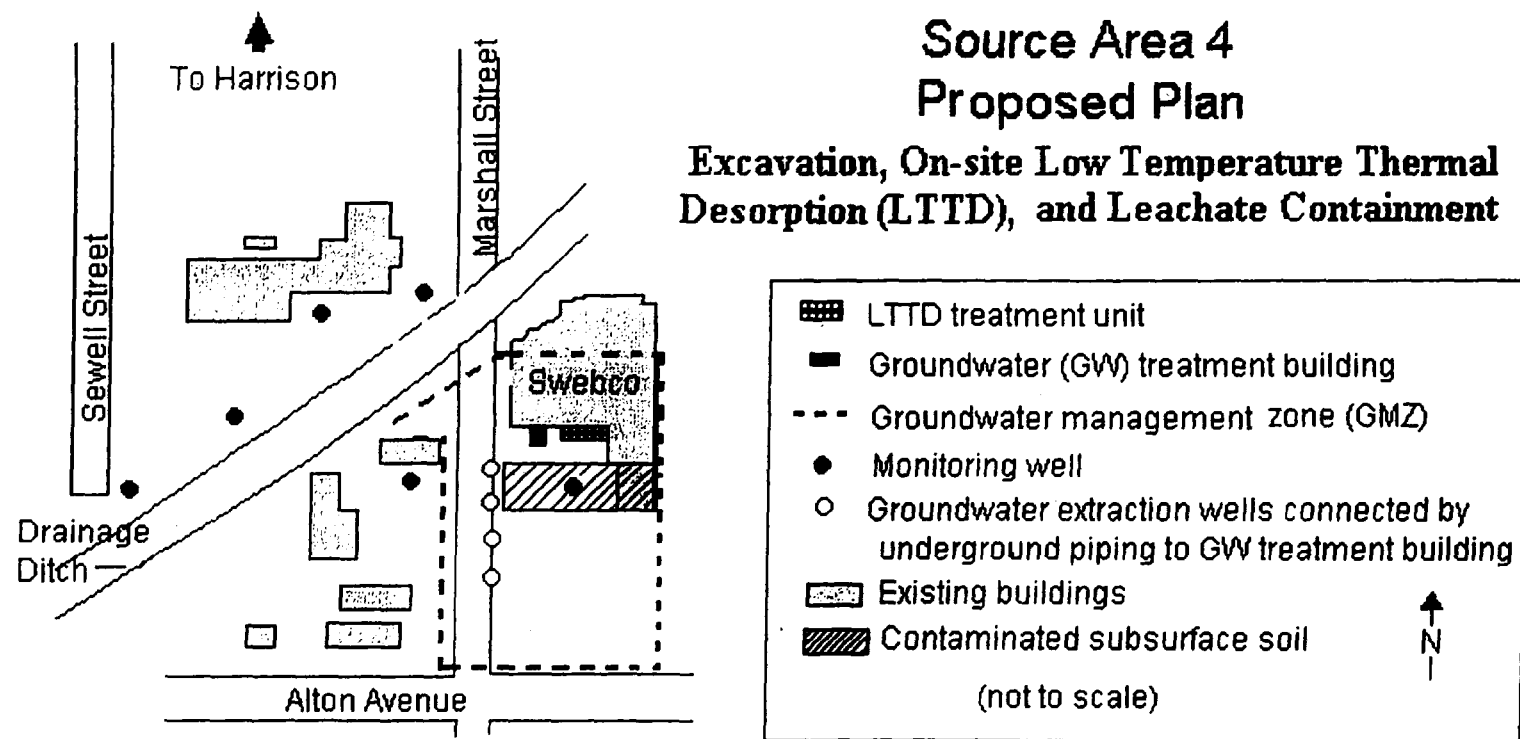 Source Area 4
Proposed Plan
Excavation, On-site Low Temperature Thermal
Desorption (LTTD), and Leachate Containment
To Harrison
Sewell Street
Marshall Street
Swebco
Drainage
Ditch
Alton Avenue
LTTD treatment unit
Groundwater (GW) treatment building
Groundwater management zone (GMZ)
Monitoring well
Groundwater extraction wells connected by
underground piping to GW treatment building
Existing buildings
Contaminated subsurface soil
N
(not to scale)